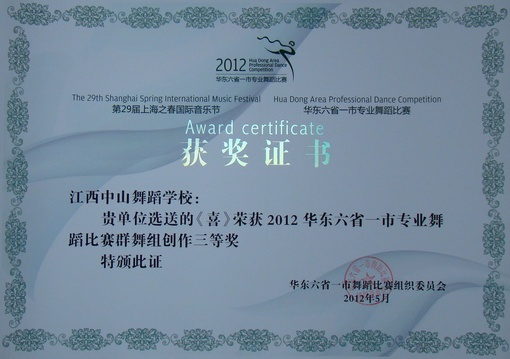 2012 Hua Dong Area
Professional Dance
Competition
华东六省一市专业舞蹈比赛
The 29th Shanghai Spring International Music Festival Hua Dong Area Professional Dance Competition
第29届上海之春国际音乐节 华东六省一市专业舞蹈比赛
Award certificate
获奖证书
江西中山舞蹈学校：
贵单位选送的《喜》荣获2012华东六省一市专业舞
蹈比赛群舞组创作三等奖
特颁此证
华东六省一市舞蹈比赛组织委员会
2012年5月